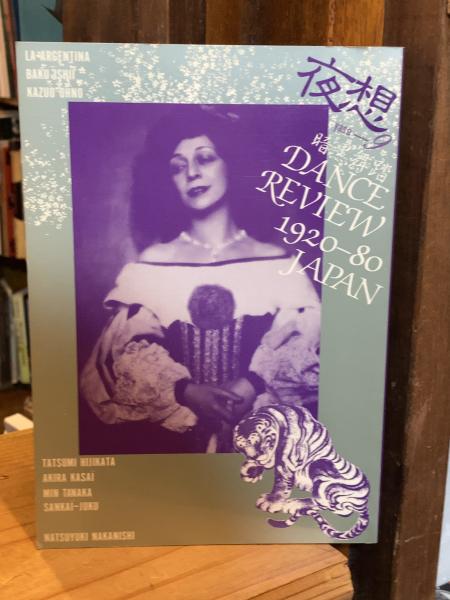 LA-ARGENTINA
BAKU ISHII
KAZUO OHNO
夜想
9
暗黒舞踏
DANCE
REVIEW
1920–80
JAPAN
TATSUMI HIJIKATA
AKIRA KASAI
MIN TANAKA
SANKAI-JUKU
NATSUYUKI NAKANISHI